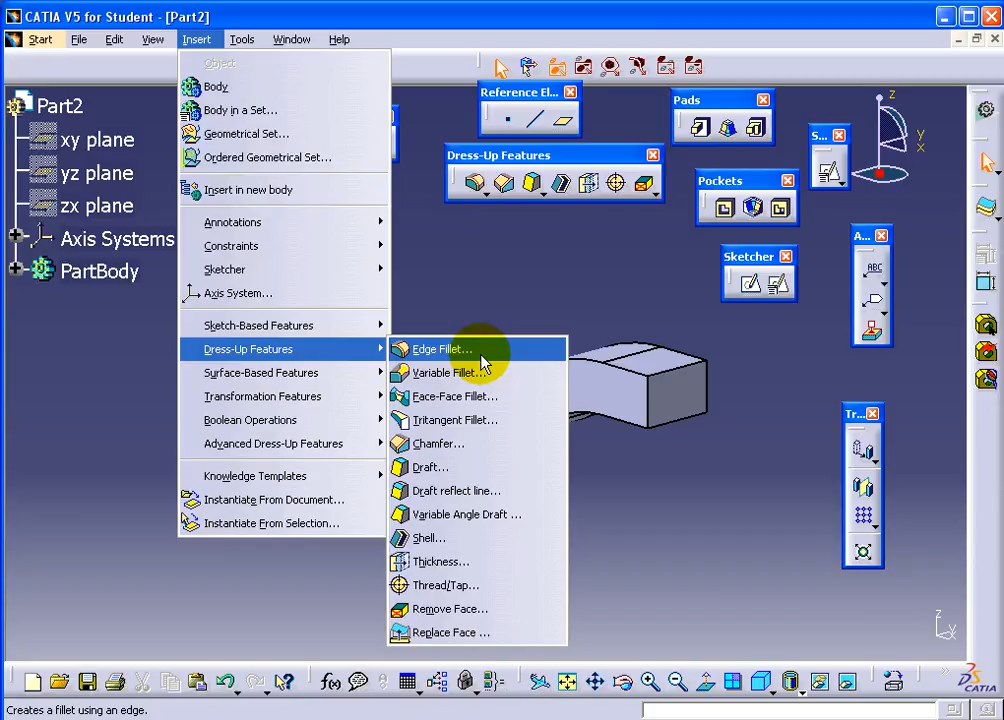 CATIA V5 for Student - [Part2]
Start File Edit View Insert Tools Window Help
Object
Body
Body in a Set...
Geometrical Set...
Ordered Geometrical Set...
Insert in new body
Annotations
Constraints
Sketcher
Axis System...
Sketch-Based Features
Dress-Up Features
Surface-Based Features
Transformation Features
Boolean Operations
Advanced Dress-Up Features
Knowledge Templates
Instantiate From Document...
Instantiate From Selection...
Edge Fillet...
Variable Fillet...
Face-Face Fillet...
Tritangent Fillet...
Chamfer...
Draft...
Draft reflect line...
Variable Angle Draft ...
Shell...
Thickness...
Thread/Tap...
Remove Face...
Replace Face ...
Part2
xy plane
yz plane
zx plane
Axis Systems
PartBody
Reference El...
Dress-Up Features
Pads
S...
Pockets
Sketcher
A...
ABC
Tr...
z
y
x
z
y
f(x)
CATIA
Creates a fillet using an edge.